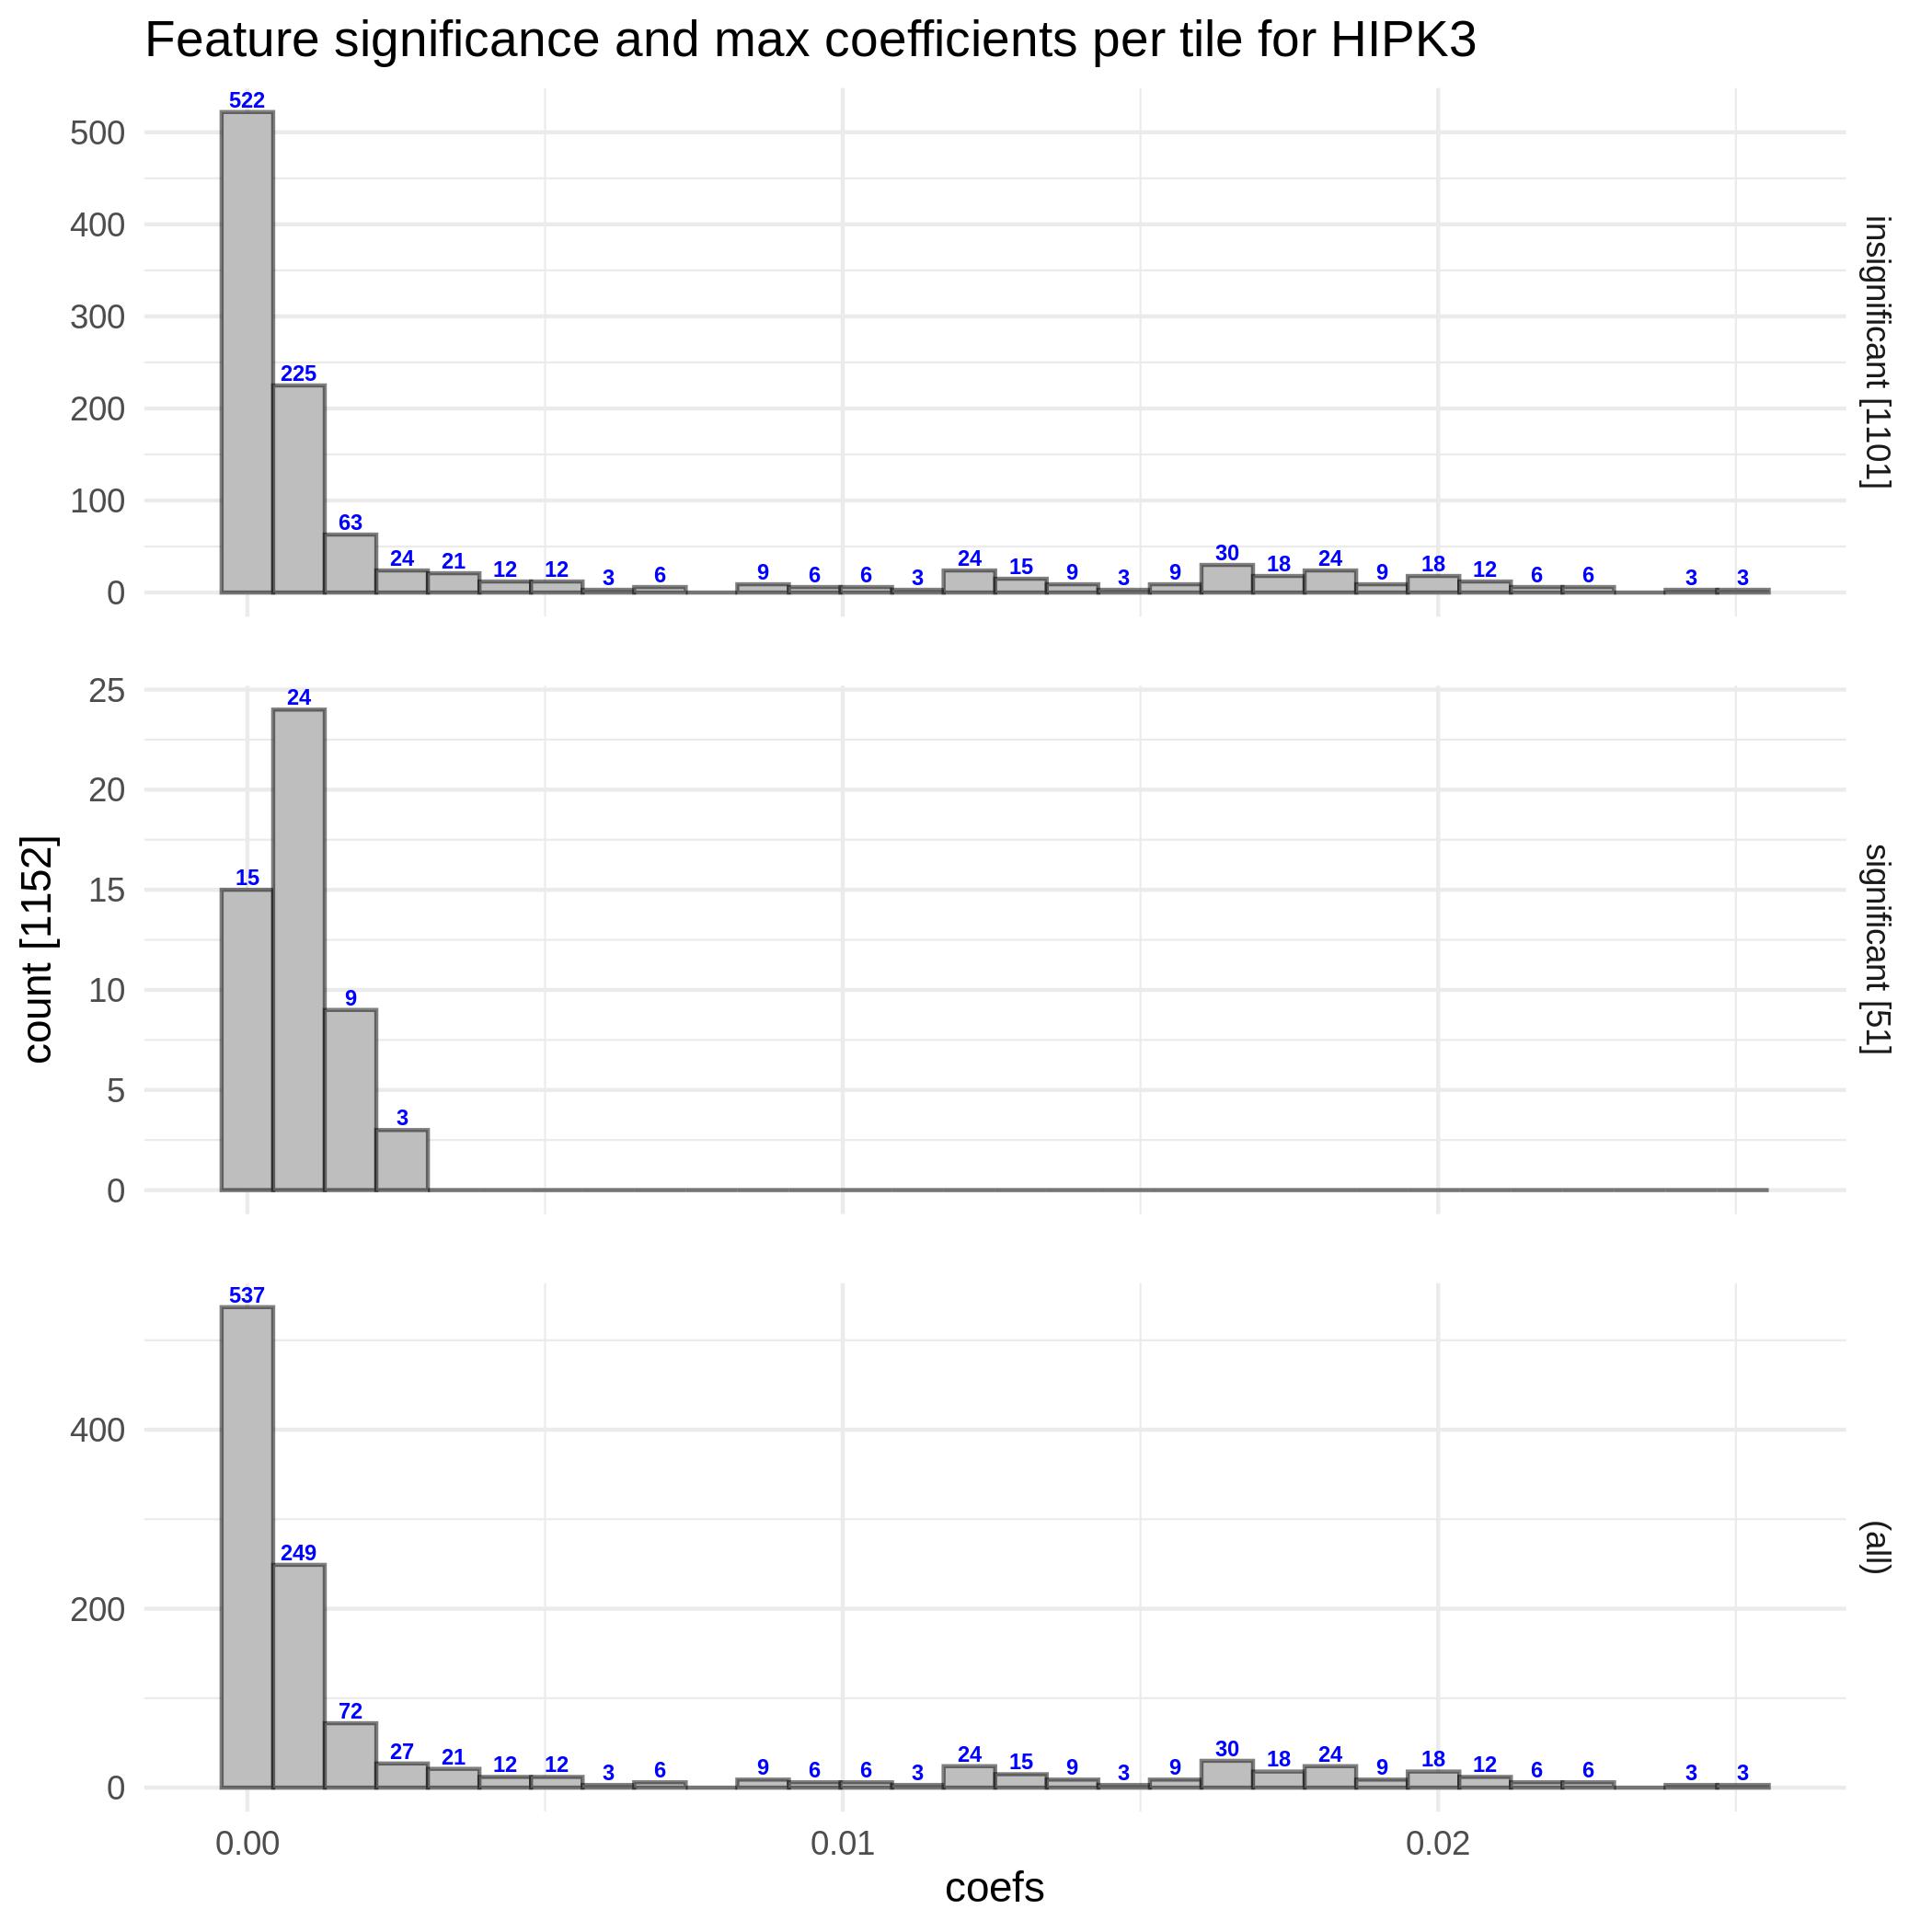 Feature significance and max coefficients per tile for HIPK3
522
500
400
300
225
200
100
63
24 21 12 12 3 6 9 6 6 3 24 15 9 3 9 30 18 24 9 18 12 6 6 3 3
0
insignificant [1101]
25
24
20
15
15
10
9
5
3
0
significant [51]
count [1152]
537
400
249
200
72
27 21 12 12 3 6 9 6 6 3 24 15 9 3 9 30 18 24 9 18 12 6 6 3 3
0
(all)
0.00 0.01 0.02
coefs